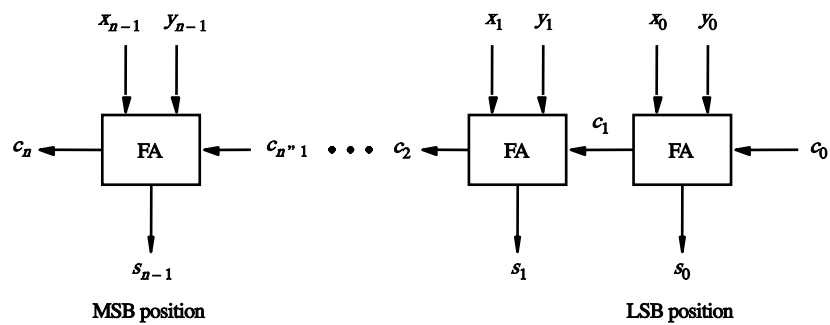 xₙ₋₁ yₙ₋₁ x₁ y₁ x₀ y₀
cₙ FA cₙ”₁ • • • c₂ FA c₁ FA c₀
sₙ₋₁ s₁ s₀
MSB position LSB position